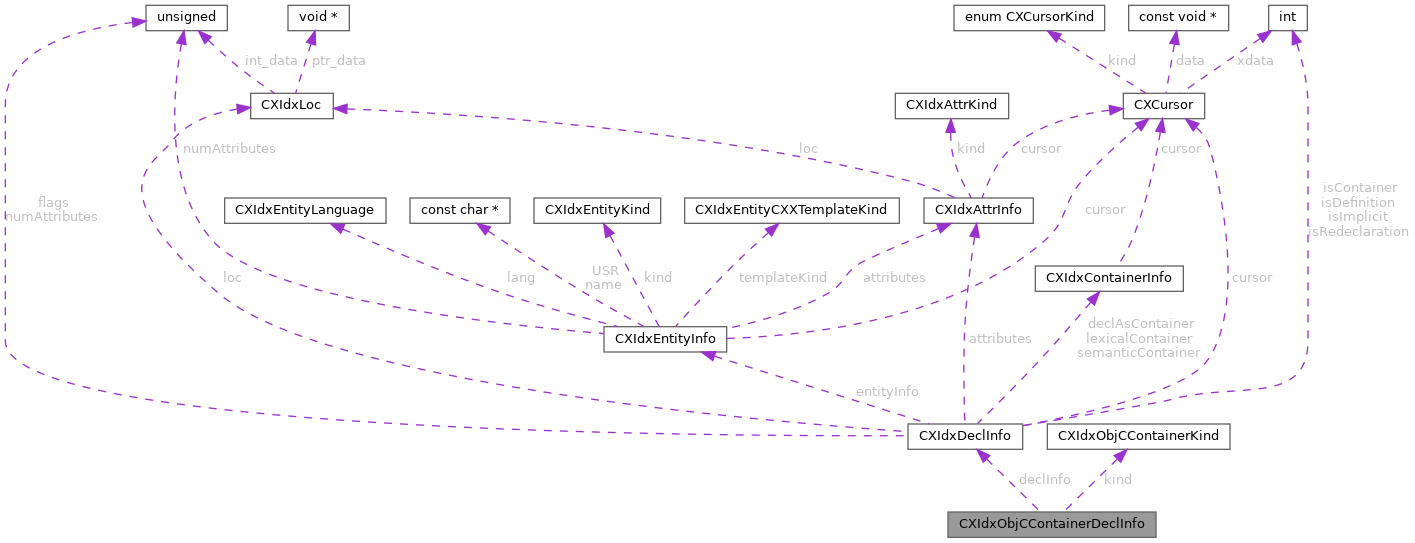 unsigned
void *
enum CXCursorKind
const void *
int
int_data
ptr_data
kind
data
xdata
CXIdxLoc
CXIdxAttrKind
CXCursor
numAttributes
loc
kind
cursor
cursor
flags
numAttributes
CXIdxEntityLanguage
const char *
CXIdxEntityKind
CXIdxEntityCXXTemplateKind
CXIdxAttrInfo
cursor
isContainer
isDefinition
isImplicit
isRedeclaration
loc
lang
USR
name
kind
templateKind
attributes
CXIdxContainerInfo
cursor
CXIdxEntityInfo
attributes
declAsContainer
lexicalContainer
semanticContainer
entityInfo
CXIdxDeclInfo
CXIdxObjCContainerKind
declInfo
kind
CXIdxObjCContainerDeclInfo